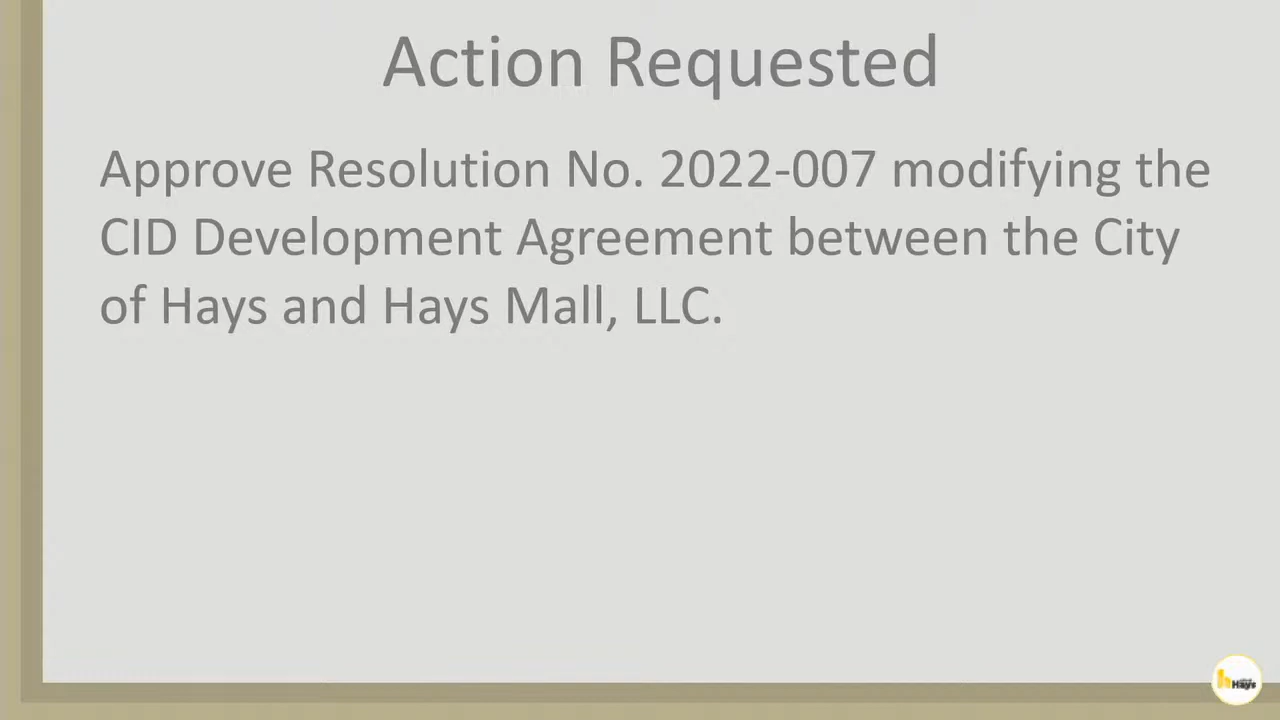 Action Requested
Approve Resolution No. 2022-007 modifying the
CID Development Agreement between the City
of Hays and Hays Mall, LLC.
Hays